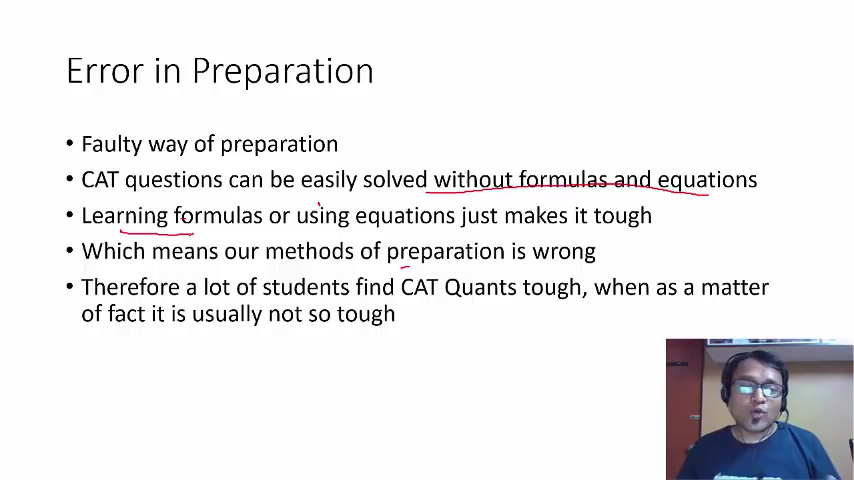 Error in Preparation
• Faulty way of preparation
• CAT questions can be easily solved without formulas and equations
• Learning formulas or using equations just makes it tough
• Which means our methods of preparation is wrong
• Therefore a lot of students find CAT Quants tough, when as a matter
of fact it is usually not so tough